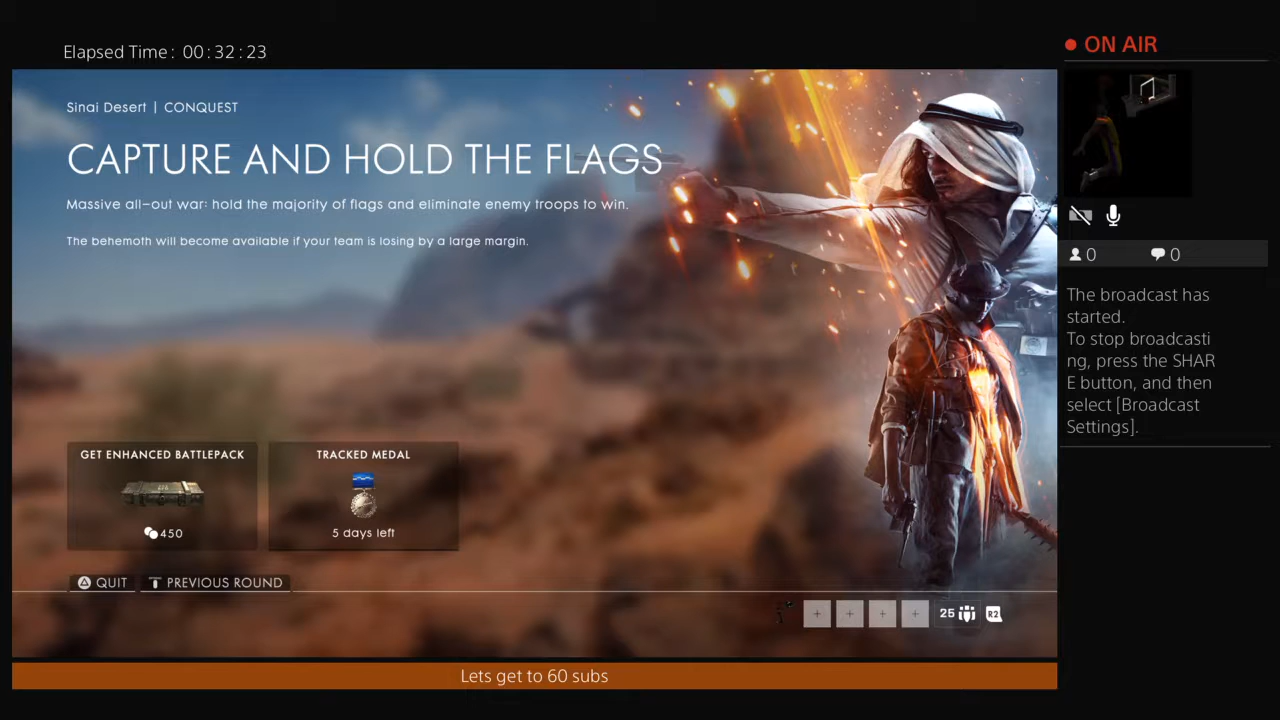 Elapsed Time: 00:32:23
ON AIR
Sinai Desert | CONQUEST
CAPTURE AND HOLD THE FLAGS
Massive all-out war: hold the majority of flags and eliminate enemy troops to win.
The behemoth will become available if your team is losing by a large margin.
0
0
The broadcast has
started.
To stop broadcasti
ng, press the SHAR
E button, and then
select [Broadcast
Settings].
GET ENHANCED BATTLEPACK
450
TRACKED MEDAL
5 days left
QUIT
PREVIOUS ROUND
25
R2
Lets get to 60 subs